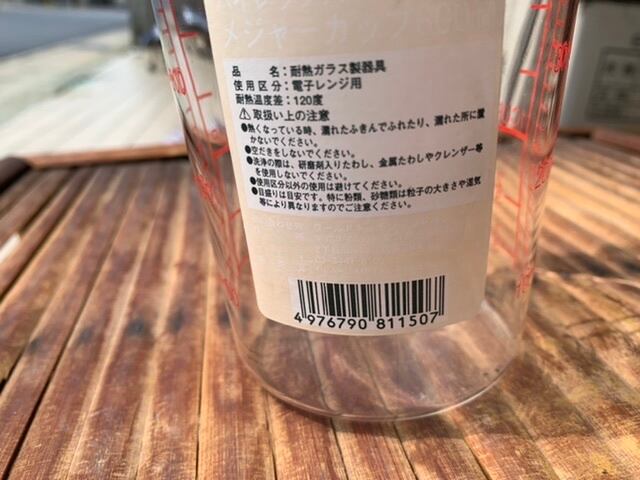 メジャーカップ500ml
品　　名：耐熱ガラス製器具
使用区分：電子レンジ用
耐熱温度差：120度
⚠取扱い上の注意
●熱くなっている時、濡れたふきんでふれたり、濡れた所に置
かないでください。
●空だきをしないでください。
●洗浄の際は、研磨剤入りたわし、金属たわしやクレンザー等
を使用しないでください。
●使用区分以外の使用は避けてください。
●目盛りは目安です。特に粉類、砂糖類は粒子の大きさや湿気
等により異なりますのでご注意ください。
4 976790 811507